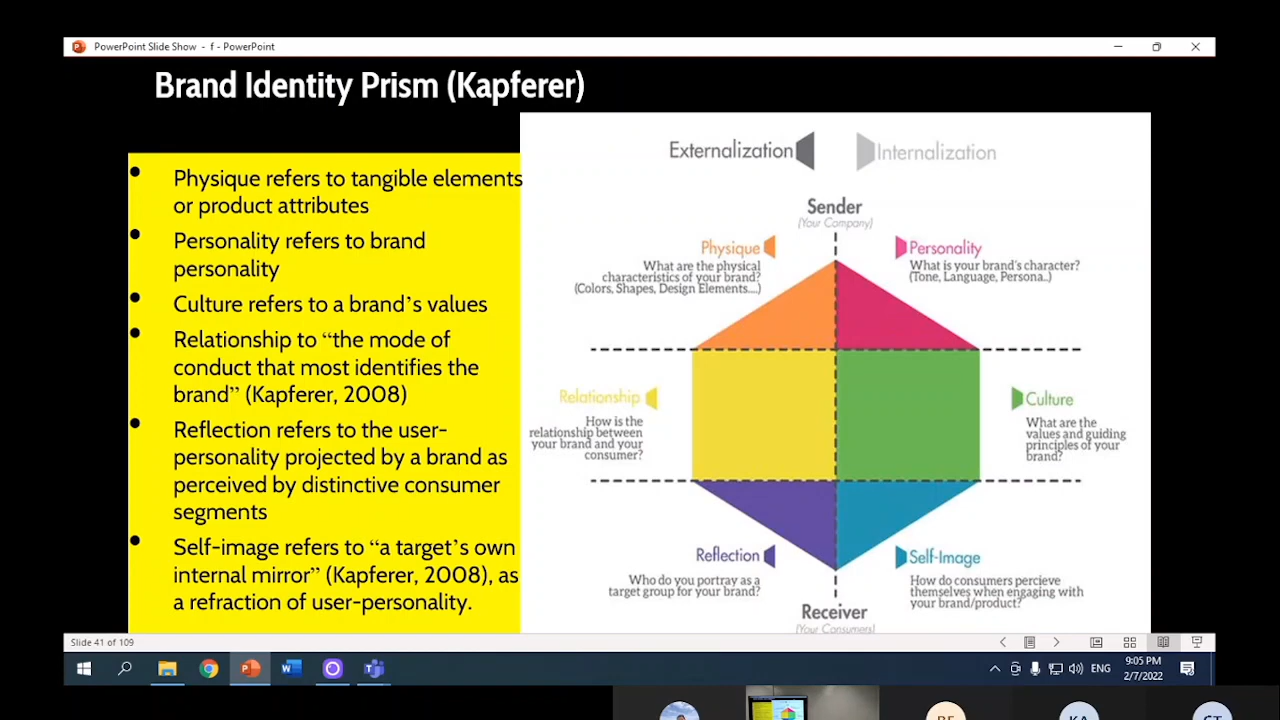 PowerPoint Slide Show - f - PowerPoint
Brand Identity Prism (Kapferer)
• Physique refers to tangible elements
or product attributes
• Personality refers to brand
personality
• Culture refers to a brand's values
• Relationship to “the mode of
conduct that most identifies the
brand” (Kapferer, 2008)
• Reflection refers to the user-
personality projected by a brand as
perceived by distinctive consumer
segments
• Self-image refers to “a target's own
internal mirror” (Kapferer, 2008), as
a refraction of user-personality.
Externalization
Internalization
Sender
(Your Company)
Physique
What are the physical
characteristics of your brand?
(Colors, Shapes, Design Elements....)
Personality
What is your brand's character?
(Tone, Language, Persona..)
Relationship
How is the
relationship between
your brand and your
consumer?
Culture
What are the
values and guiding
principles of your
brand?
Reflection
Who do you portray as a
target group for your brand?
Self-Image
How do consumers percieve
themselves when engaging with
your brand/product?
Receiver
(Your Consumers)
Slide 41 of 109
ENG
9:05 PM
2/7/2022
KA